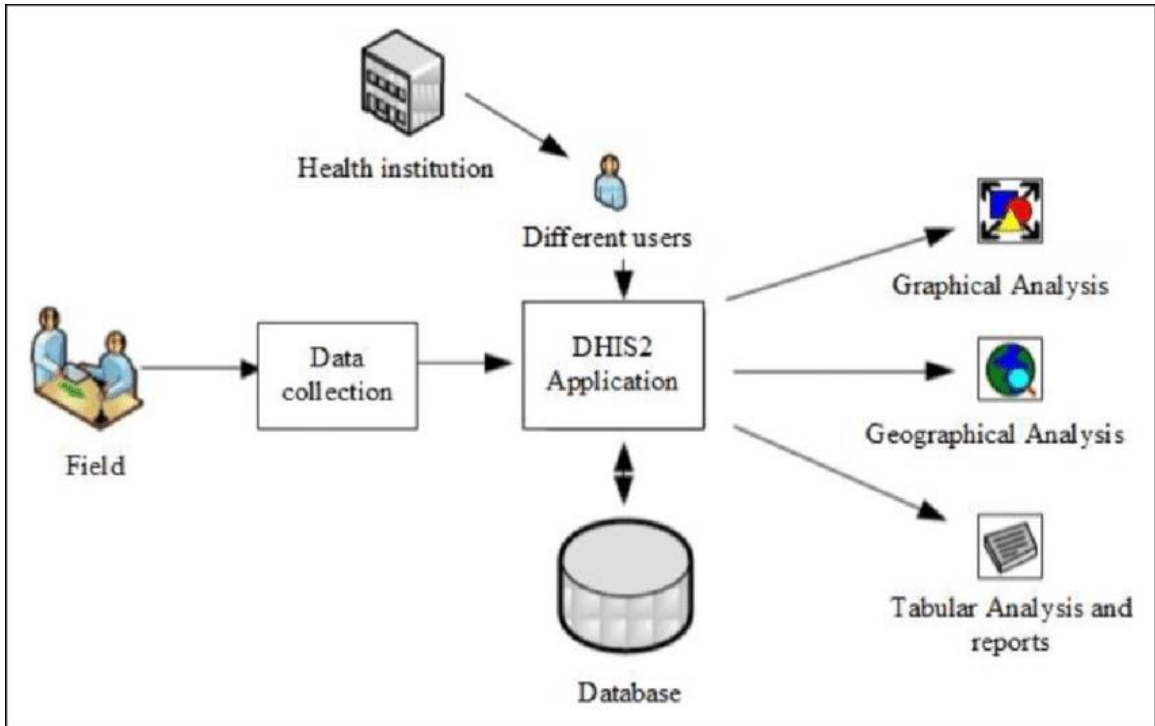 Health institution
Different users
Graphical Analysis
Data
collection
DHIS2
Application
Geographical Analysis
Field
Tabular Analysis and
reports
Database